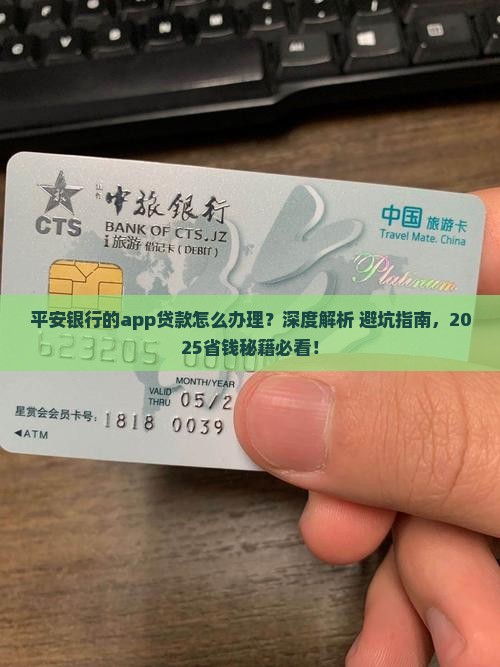 中旅银行
中国 旅游卡
CTS
BANK OF CTS.JZ
Travel Mate. China
i旅游 借记卡 (DEBIT)
Platinum
平安银行的app贷款怎么办理？深度解析 避坑指南，20
25省钱秘籍必看！
MONTH/YEAR
VALID
THRU
05/2
星赏会会员卡号：
1818 0039
◀ATM